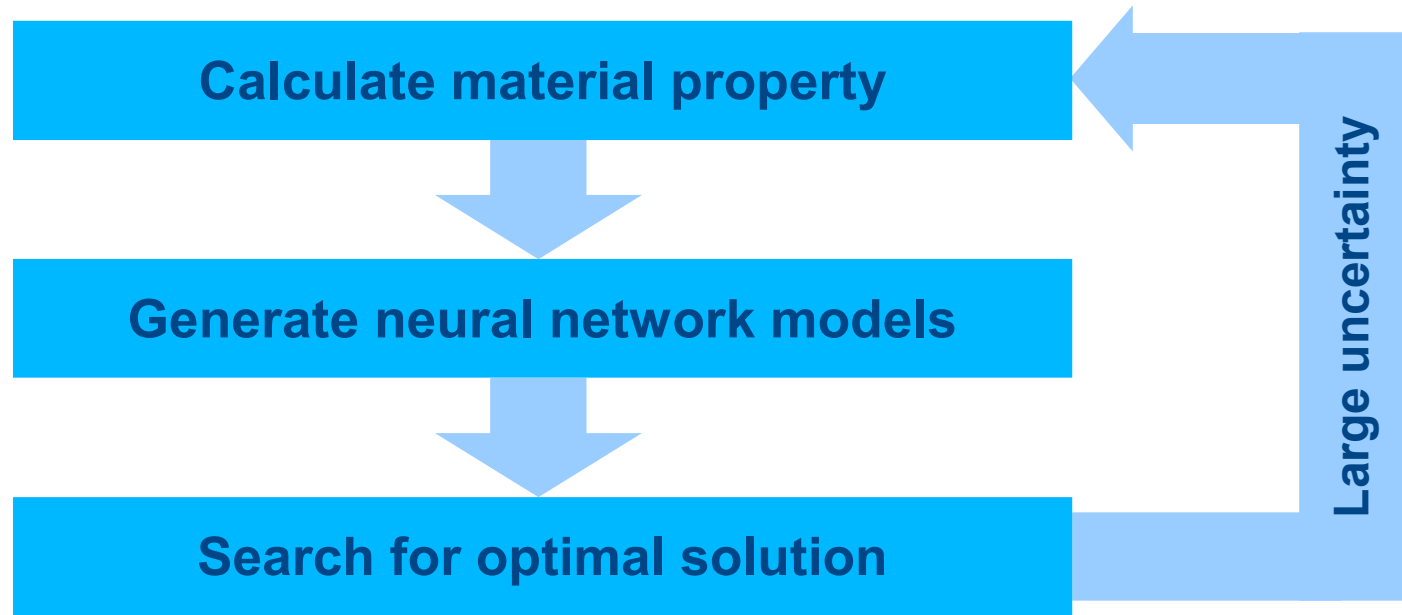 Calculate material property
Generate neural network models
Search for optimal solution
Large uncertainty